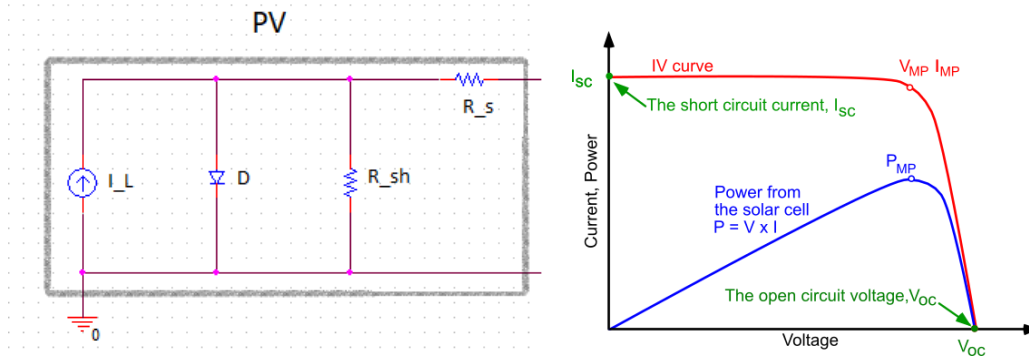 PV
R_s
I_L
D
R_sh
0
IV curve
V_MP I_MP
I_SC
The short circuit current, I_SC
P_MP
Power from
the solar cell
P = V x I
Current, Power
The open circuit voltage, V_OC
Voltage
V_OC